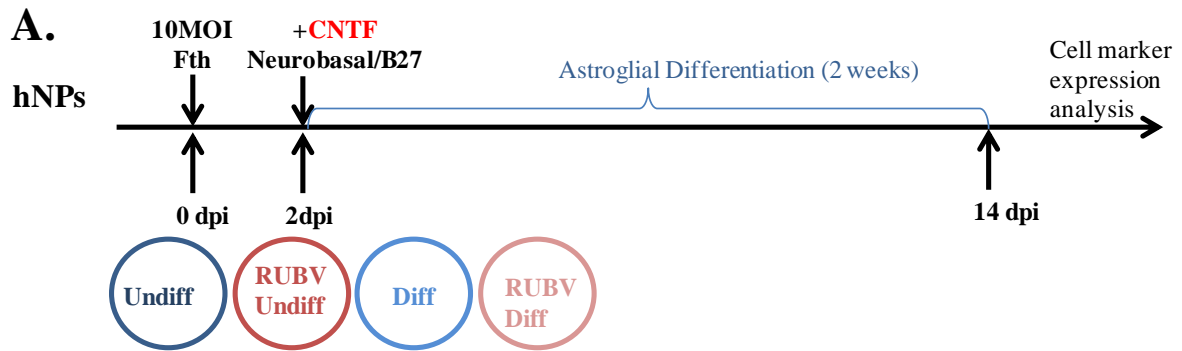 A.
hNPs
10MOI
Fth
+CNTF
Neurobasal/B27
Astroglial Differentiation (2 weeks)
Cell marker
expression
analysis
0 dpi
2dpi
14 dpi
Undiff
RUBV
Undiff
Diff
RUBV
Diff